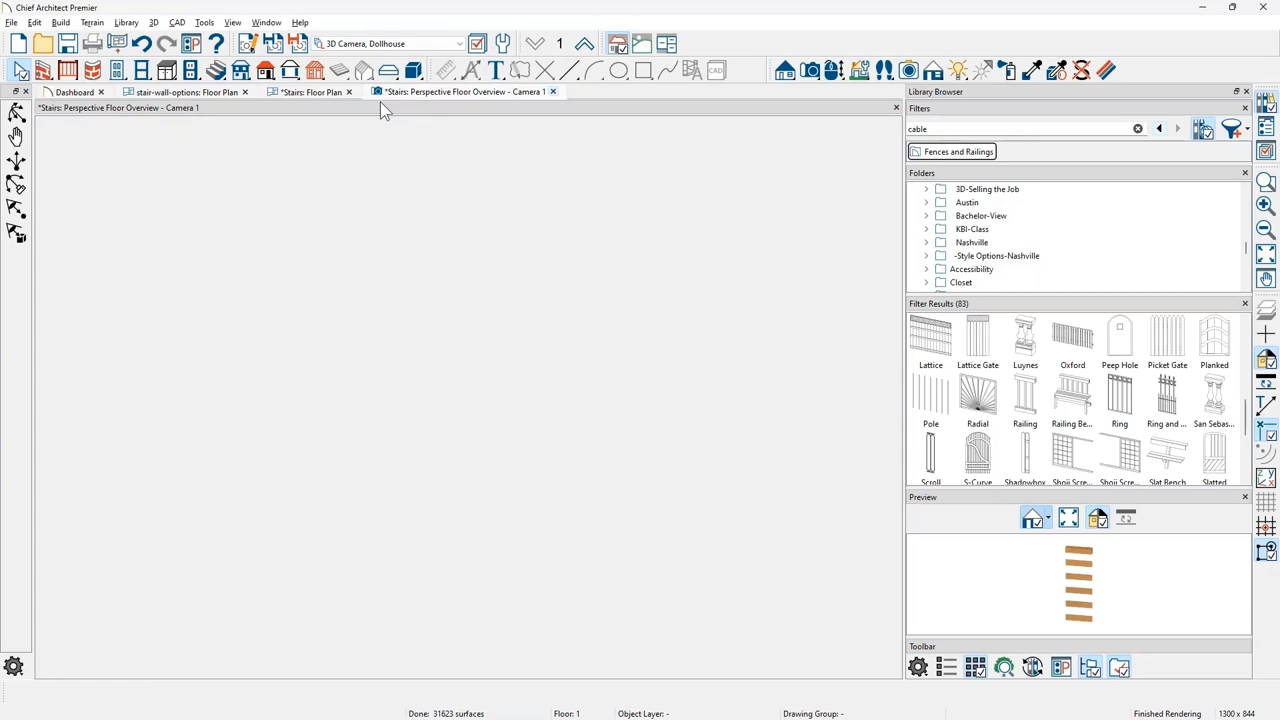 Chief Architect Premier
File Edit Build Terrain Library 3D CAD Tools View Window Help
3D Camera, Dollhouse 1
CAD
Dashboard stair-wall-options: Floor Plan *Stairs: Floor Plan *Stairs: Perspective Floor Overview - Camera 1
*Stairs: Perspective Floor Overview - Camera 1
Library Browser
Filters
cable
Fences and Railings
Folders
3D-Selling the Job
Austin
Bachelor-View
KBI-Class
Nashville
-Style Options-Nashville
Accessibility
Closet
Filter Results (83)
Lattice Lattice Gate Luynes Oxford Peep Hole Picket Gate Planked
Pole Radial Railing Railing Be... Ring Ring and ... San Sebas...
Scroll S-Curve Shadowbox Shoji Scre... Shoji Scre... Slat Bench Slatted
Preview
Toolbar
Done: 31623 surfaces Floor: 1 Object Layer: - Drawing Group: - Finished Rendering 1300 x 844